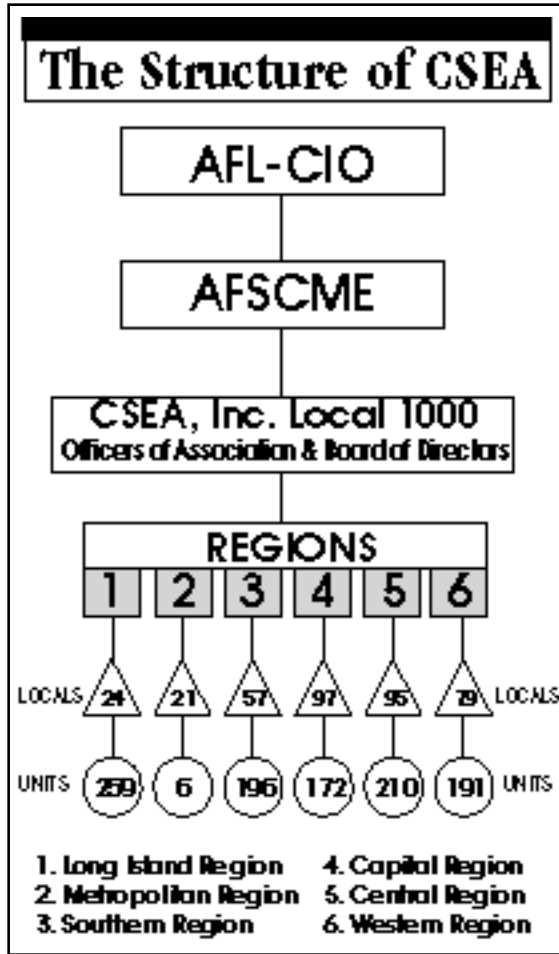 The Structure of CSEA
AFL-CIO
AFSCME
CSEA, Inc. Local 1000
Officers of Association & Board of Directors
REGIONS
1 2 3 4 5 6
LOCALS 24 21 57 97 95 79 LOCALS
UNITS 259 6 196 172 210 191 UNITS
1. Long Island Region 4. Capital Region
2. Metropolitan Region 5. Central Region
3. Southern Region 6. Western Region